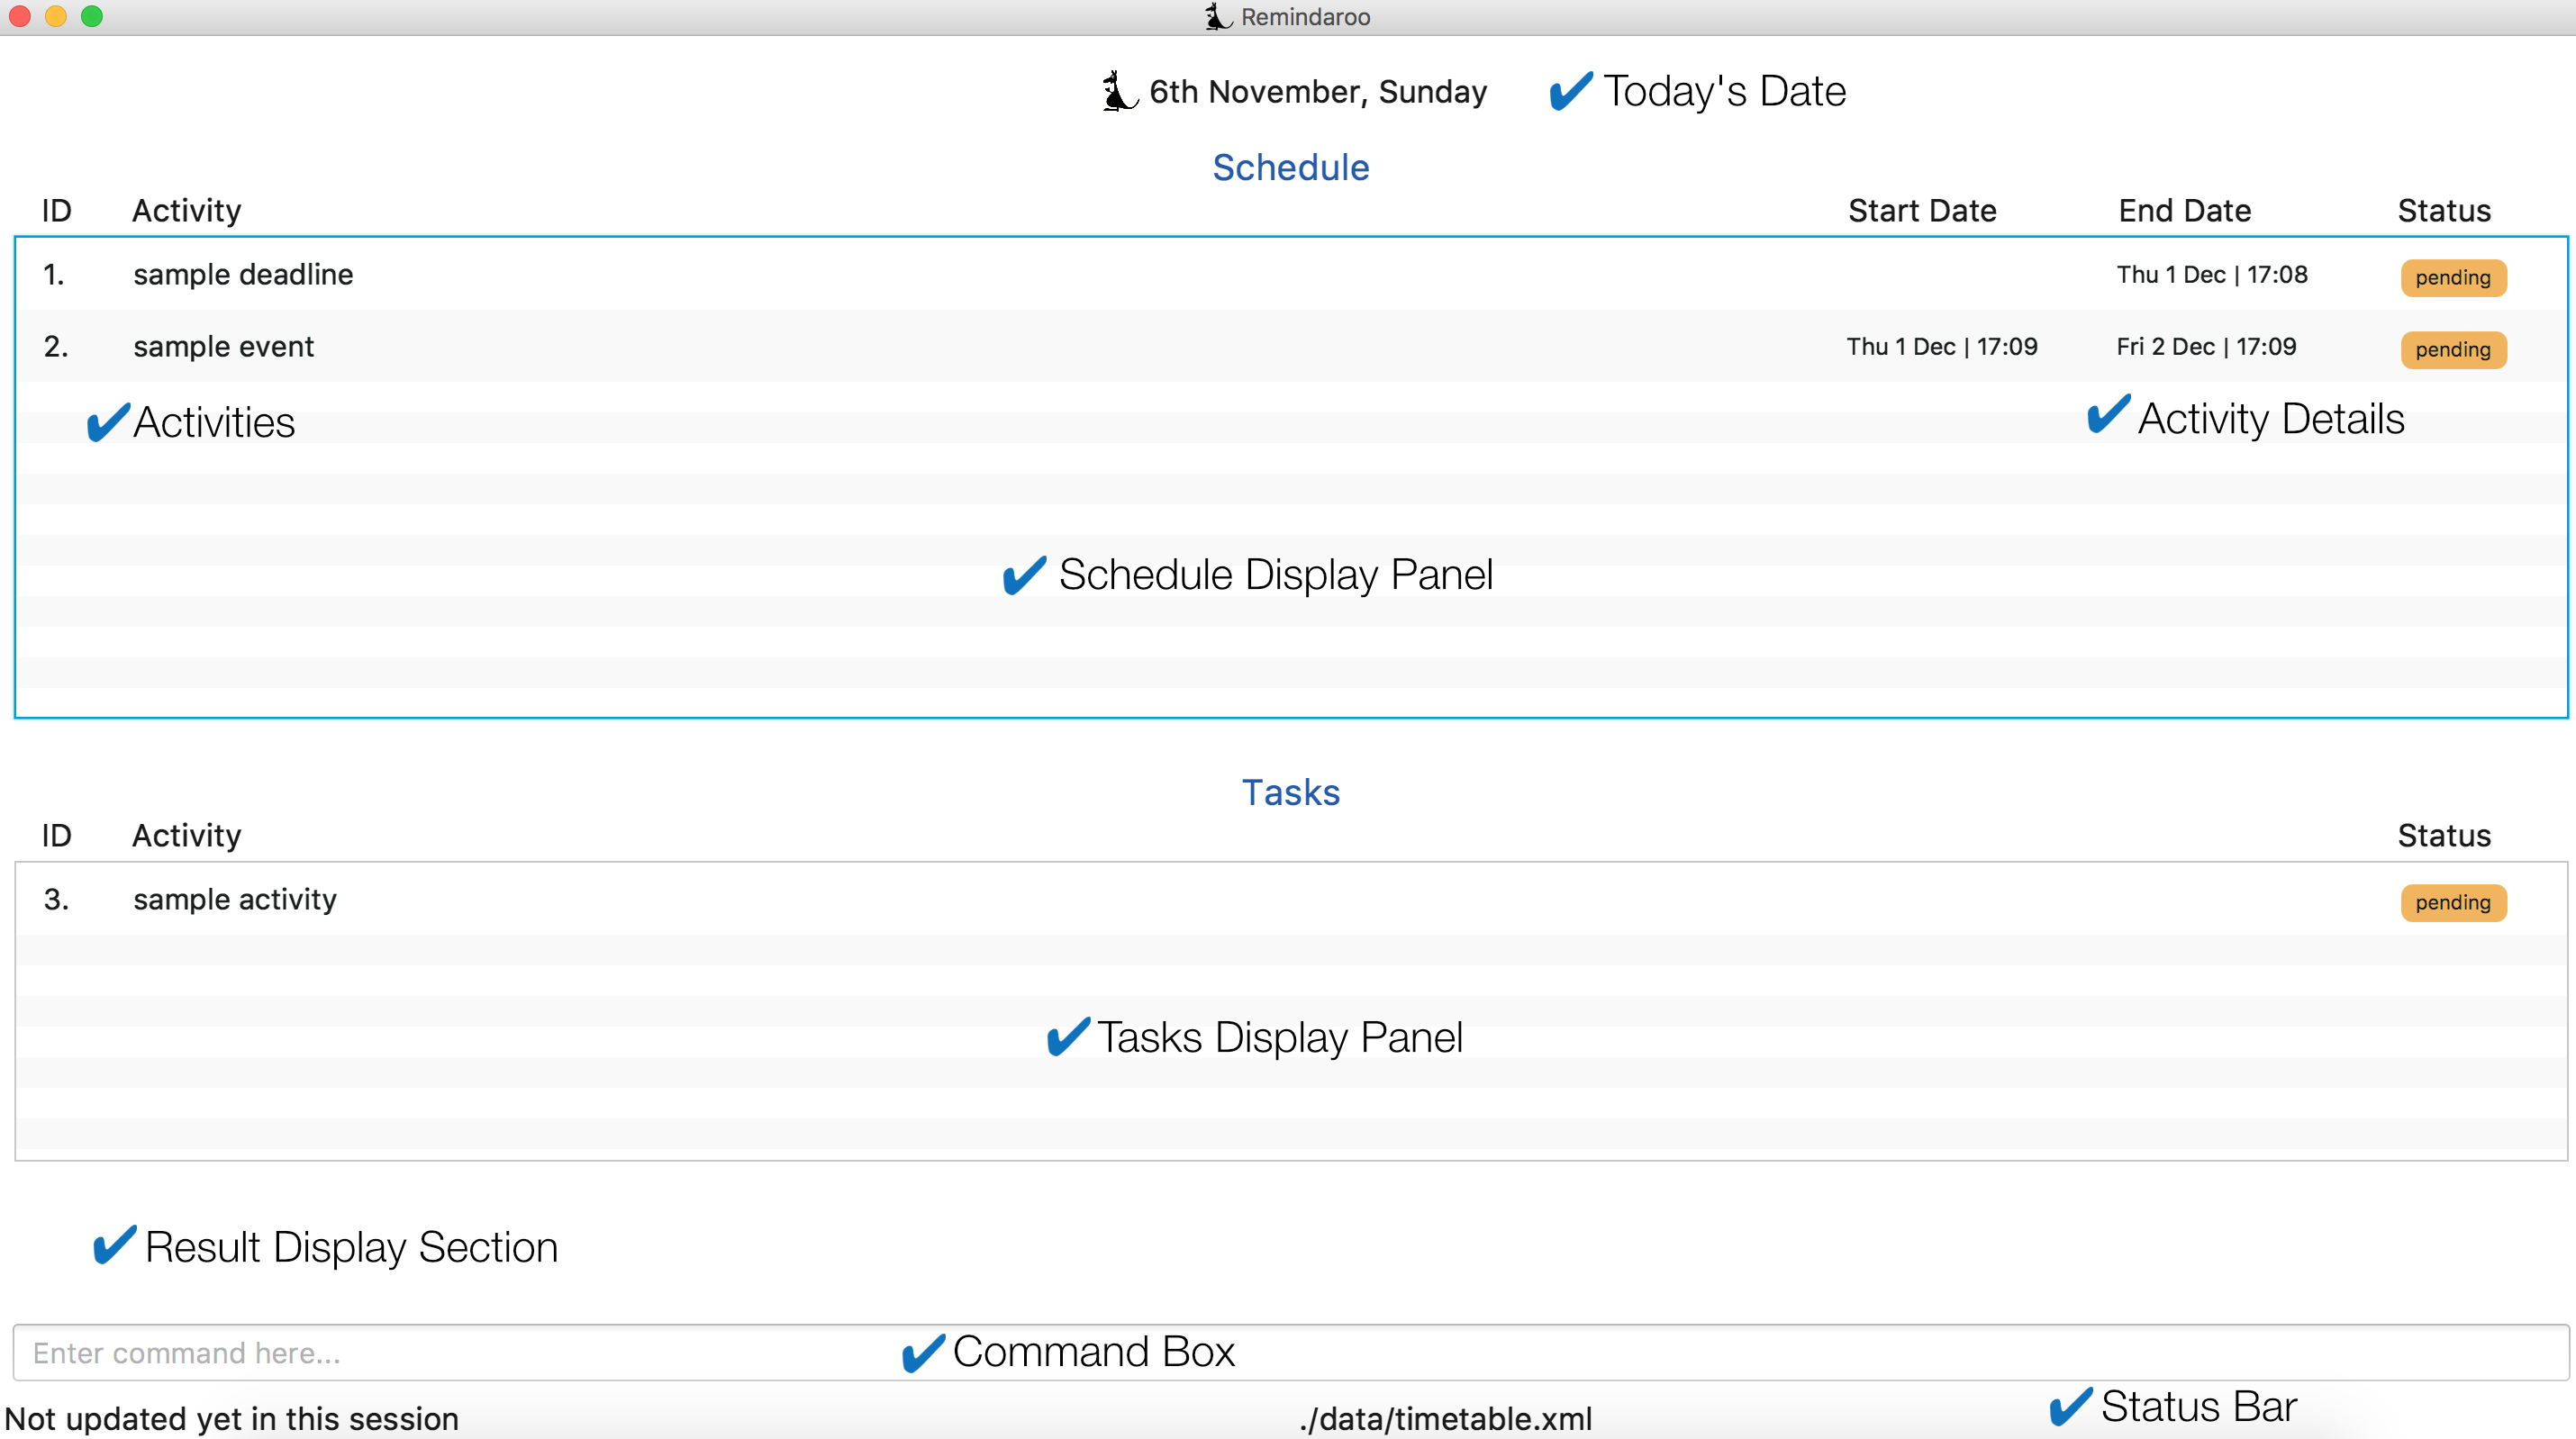 Remindaroo
6th November, Sunday ✔ Today's Date
Schedule
ID Activity Start Date End Date Status
1. sample deadline Thu 1 Dec | 17:08 pending
2. sample event Thu 1 Dec | 17:09 Fri 2 Dec | 17:09 pending
✔ Activities ✔ Activity Details
✔ Schedule Display Panel
Tasks
ID Activity Status
3. sample activity pending
✔ Tasks Display Panel
✔ Result Display Section
Enter command here... ✔ Command Box
Not updated yet in this session ./data/timetable.xml ✔ Status Bar